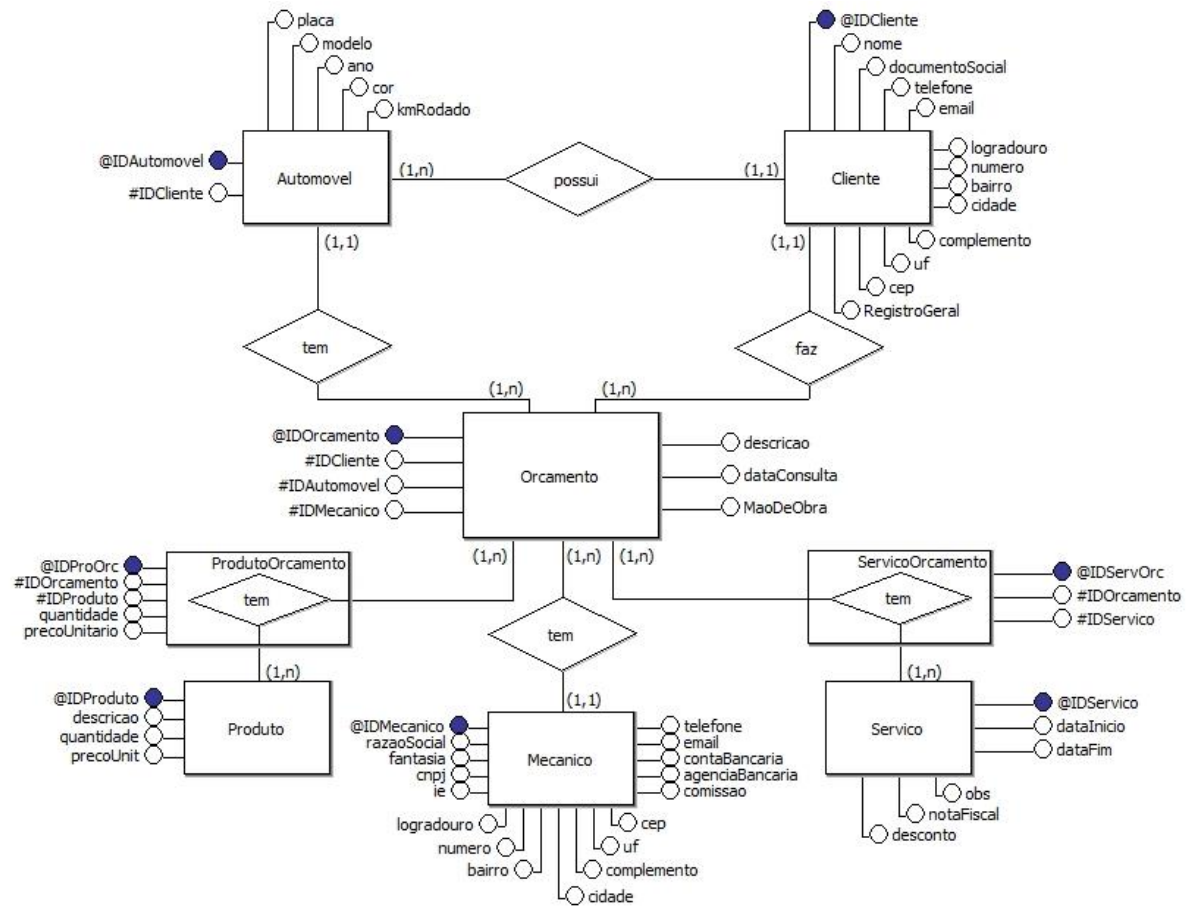 placa
modelo
ano
cor
kmRodado
@IDAutomovel
#IDCliente
Automovel
(1,n)
possui
(1,1)
@IDCliente
nome
documentoSocial
telefone
email
Cliente
logradouro
numero
bairro
cidade
complemento
uf
cep
RegistroGeral
(1,1)
tem
(1,n)
(1,1)
faz
(1,n)
@IDOrcamento
#IDCliente
#IDAutomovel
#IDMecanico
Orcamento
descricao
dataConsulta
MaoDeObra
(1,n)
(1,n)
(1,n)
@IDProOrc
#IDOrcamento
#IDProduto
quantidade
precoUnitario
ProdutoOrcamento
tem
(1,n)
@IDProduto
descricao
quantidade
precoUnit
Produto
tem
(1,1)
@IDMecanico
razaoSocial
fantasia
cnpj
ie
Mecanico
telefone
email
contaBancaria
agenciaBancaria
comissao
logradouro
numero
bairro
cidade
complemento
uf
cep
ServicoOrcamento
tem
@IDServOrc
#IDOrcamento
#IDServico
(1,n)
Servico
@IDServico
dataInicio
dataFim
obs
notaFiscal
desconto